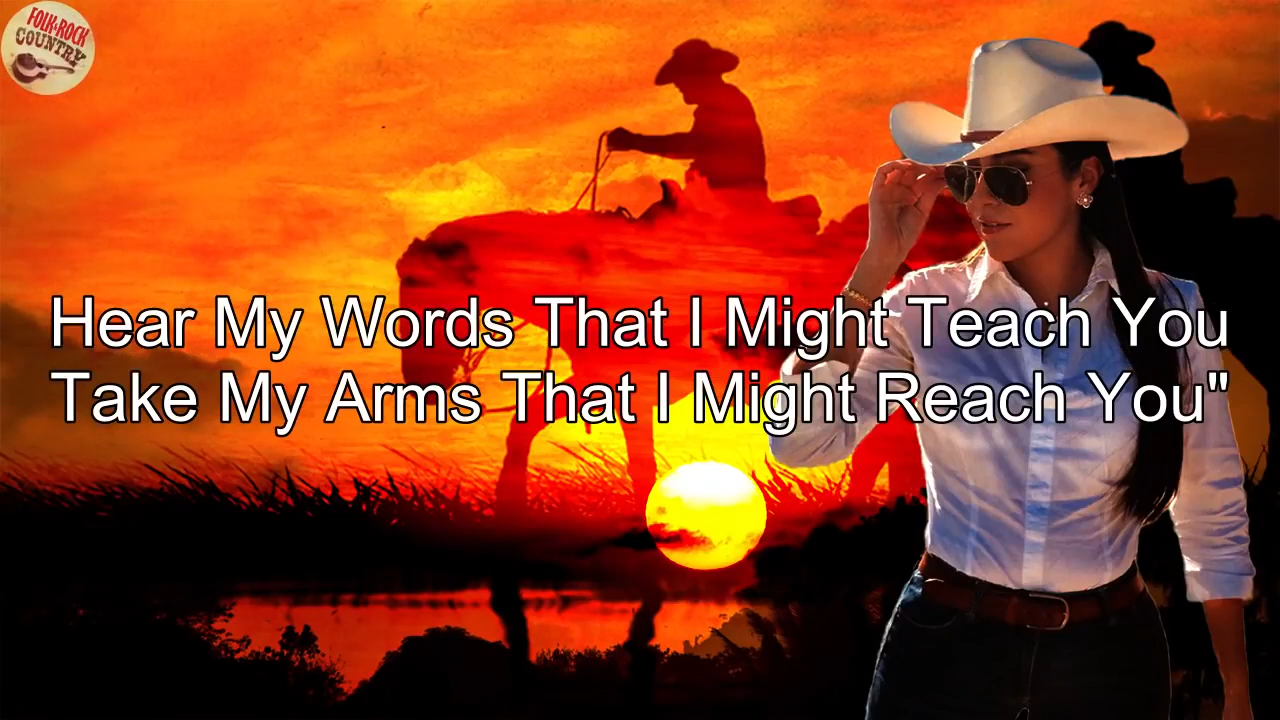 FOLK & ROCK
COUNTRY
Hear My Words That I Might Teach You
Take My Arms That I Might Reach You"